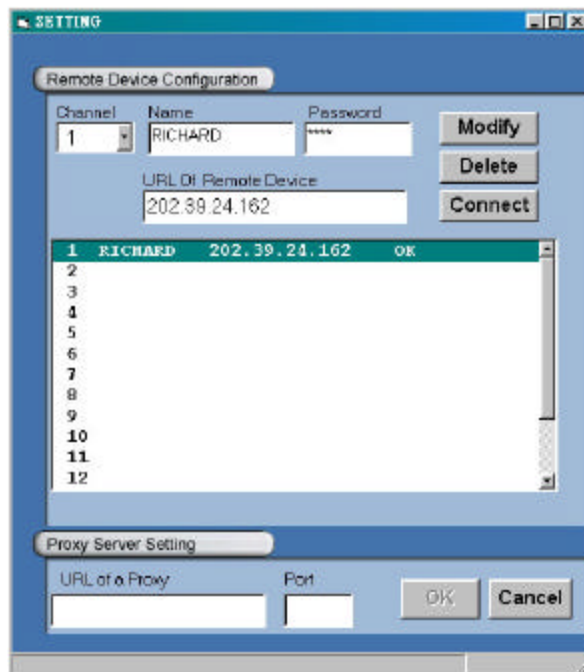 SETTING
Remote Device Configuration
Channel Name Password
1 RICHARD ****
Modify
Delete
URL Of Remote Device
202.39.24.162
Connect
1 RICHARD 202.39.24.162 OK
2
3
4
5
6
7
8
9
10
11
12
Proxy Server Setting
URL of a Proxy Port
OK Cancel